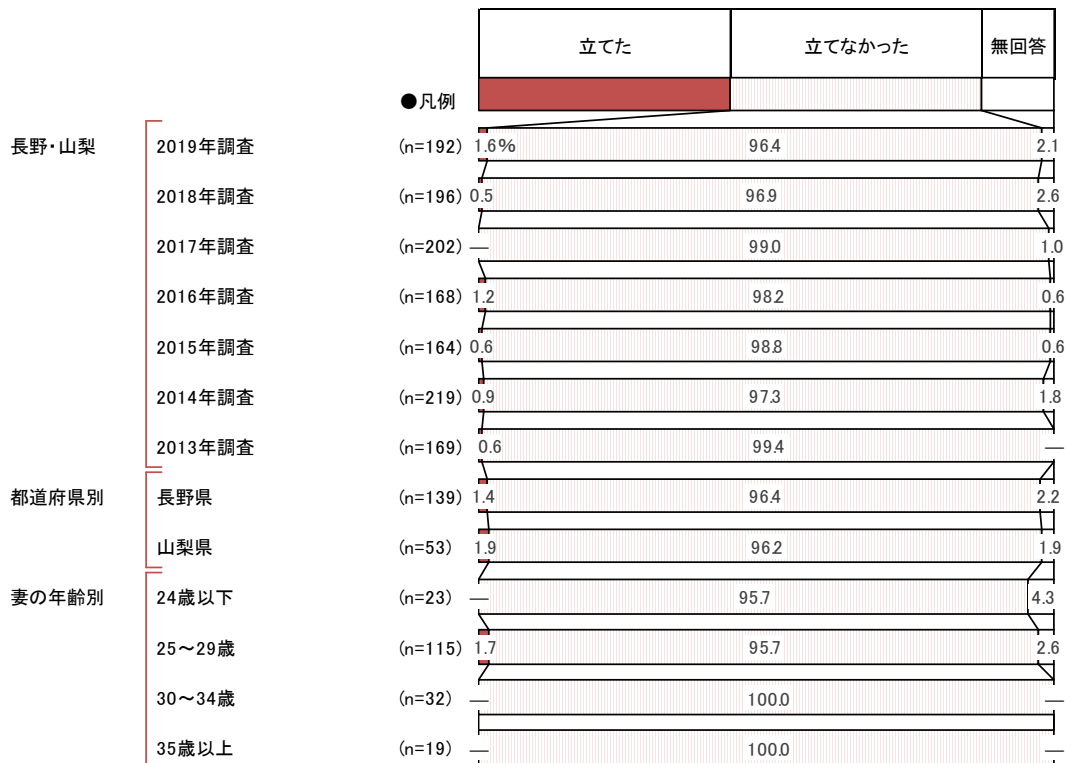 立てた 立てなかった 無回答
●凡例
長野・山梨 2019年調査 (n=192) 1.6% 96.4 2.1
2018年調査 (n=196) 0.5 96.9 2.6
2017年調査 (n=202) — 99.0 1.0
2016年調査 (n=168) 1.2 98.2 0.6
2015年調査 (n=164) 0.6 98.8 0.6
2014年調査 (n=219) 0.9 97.3 1.8
2013年調査 (n=169) 0.6 99.4 —
都道府県別 長野県 (n=139) 1.4 96.4 2.2
山梨県 (n=53) 1.9 96.2 1.9
妻の年齢別 24歳以下 (n=23) — 95.7 4.3
25～29歳 (n=115) 1.7 95.7 2.6
30～34歳 (n=32) — 100.0 —
35歳以上 (n=19) — 100.0 —